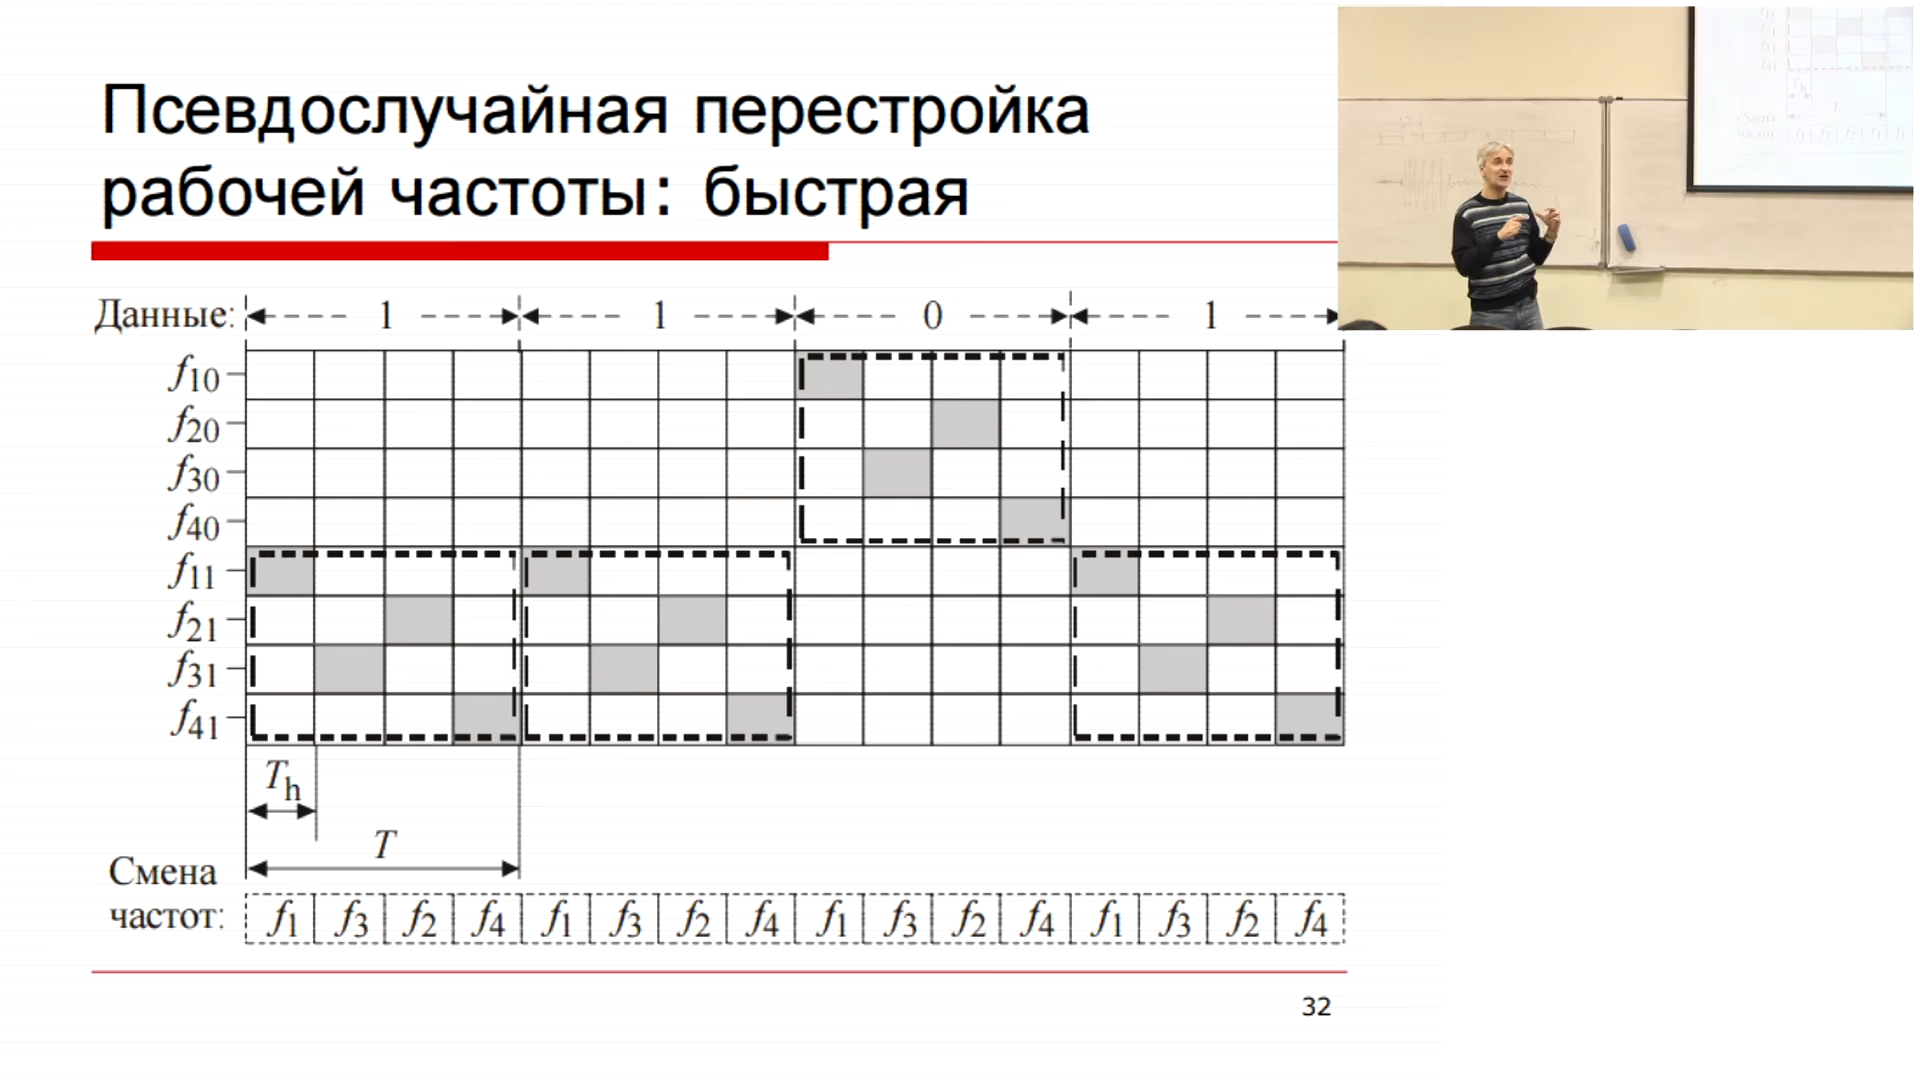 Псевдослучайная перестройка
рабочей частоты: быстрая
Данные: 1 1 0 1
f10
f20
f30
f40
f11
f21
f31
f41
Th
T
Смена
частот: f1 f3 f2 f4 f1 f3 f2 f4 f1 f3 f2 f4 f1 f3 f2 f4
32